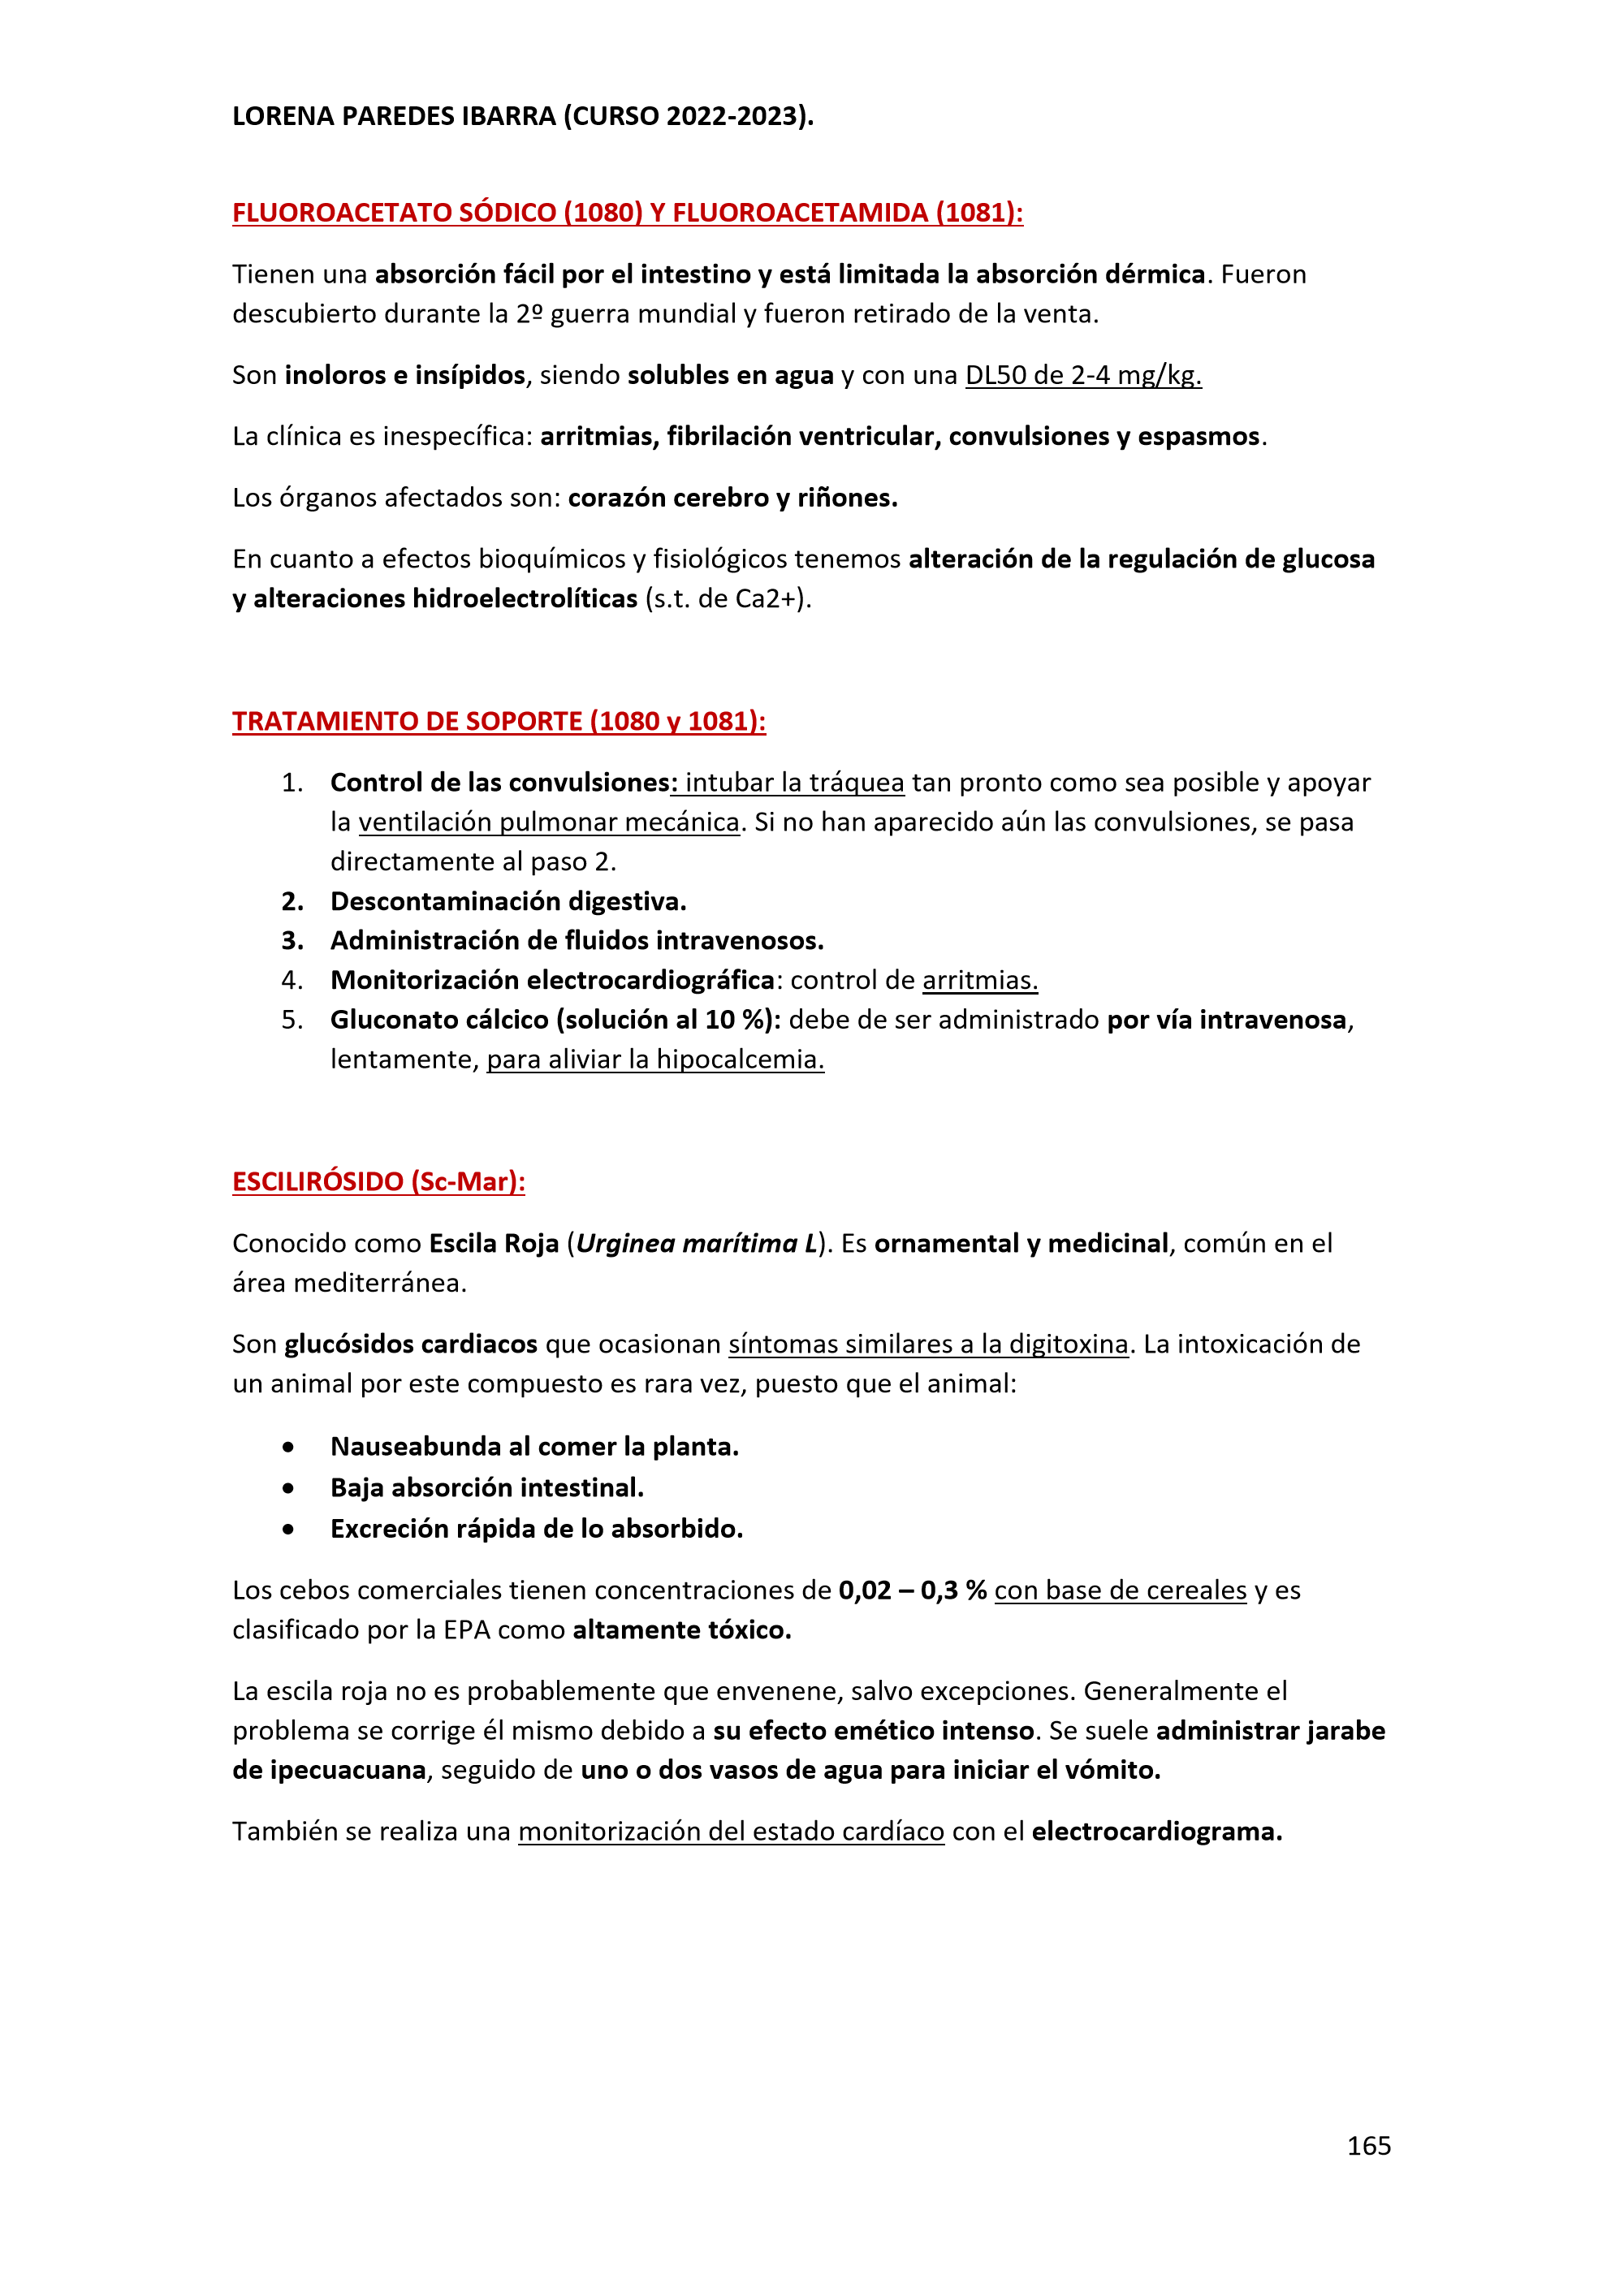 LORENA PAREDES IBARRA (CURSO 2022-2023).
FLUOROACETATO SÓDICO (1080) Y FLUOROACETAMIDA (1081):
Tienen una absorción fácil por el intestino y está limitada la absorción dérmica. Fueron
descubierto durante la 2º guerra mundial y fueron retirado de la venta.
Son inoloros e insípidos, siendo solubles en agua y con una DL50 de 2-4 mg/kg.
La clínica es inespecífica: arritmias, fibrilación ventricular, convulsiones y espasmos.
Los órganos afectados son: corazón cerebro y riñones.
En cuanto a efectos bioquímicos y fisiológicos tenemos alteración de la regulación de glucosa
y alteraciones hidroelectrolíticas (s.t. de Ca2+).
TRATAMIENTO DE SOPORTE (1080 y 1081):
1. Control de las convulsiones: intubar la tráquea tan pronto como sea posible y apoyar
la ventilación pulmonar mecánica. Si no han aparecido aún las convulsiones, se pasa
directamente al paso 2.
2. Descontaminación digestiva.
3. Administración de fluidos intravenosos.
4. Monitorización electrocardiográfica: control de arritmias.
5. Gluconato cálcico (solución al 10 %): debe de ser administrado por vía intravenosa,
lentamente, para aliviar la hipocalcemia.
ESCILIRÓSIDO (Sc-Mar):
Conocido como Escila Roja (Urginea marítima L). Es ornamental y medicinal, común en el
área mediterránea.
Son glucósidos cardiacos que ocasionan síntomas similares a la digitoxina. La intoxicación de
un animal por este compuesto es rara vez, puesto que el animal:
• Nauseabunda al comer la planta.
• Baja absorción intestinal.
• Excreción rápida de lo absorbido.
Los cebos comerciales tienen concentraciones de 0,02 – 0,3 % con base de cereales y es
clasificado por la EPA como altamente tóxico.
La escila roja no es probablemente que envenene, salvo excepciones. Generalmente el
problema se corrige él mismo debido a su efecto emético intenso. Se suele administrar jarabe
de ipecuacuana, seguido de uno o dos vasos de agua para iniciar el vómito.
También se realiza una monitorización del estado cardíaco con el electrocardiograma.
165